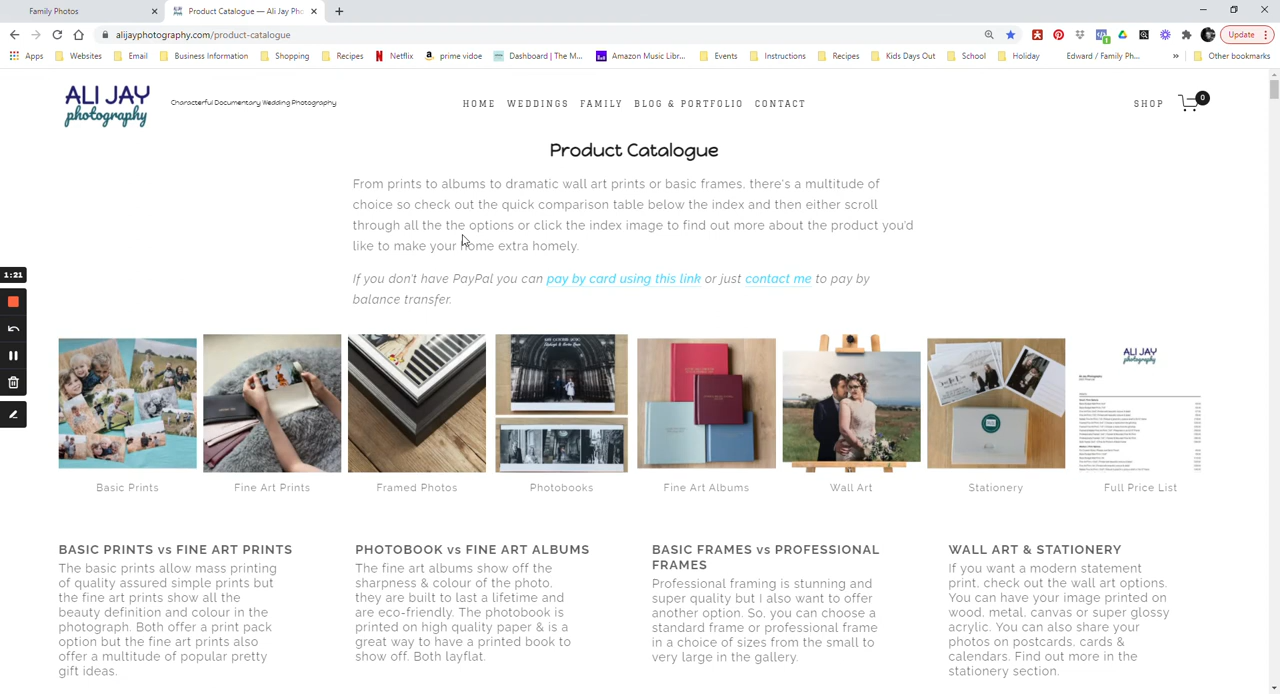 Family Photos
Product Catalogue — Ali Jay Pho
alijayphotography.com/product-catalogue
Update
Apps
Websites
Email
Business Information
Shopping
Recipes
Netflix
prime vidoe
Dashboard | The M...
Amazon Music Libr...
Events
Instructions
Recipes
Kids Days Out
School
Holiday
Edward / Family Ph...
Other bookmarks
ALI JAY
photography
Characterful Documentary Wedding Photography
HOME WEDDINGS FAMILY BLOG & PORTFOLIO CONTACT
SHOP
0
Product Catalogue
From prints to albums to dramatic wall art prints or basic frames, there's a multitude of
choice so check out the quick comparison table below the index and then either scroll
through all the the options or click the index image to find out more about the product you'd
like to make your home extra homely.
If you don't have PayPal you can pay by card using this link or just contact me to pay by
balance transfer.
1:21
ALI JAY
photography
Basic Prints
Fine Art Prints
Framed Photos
Photobooks
Fine Art Albums
Wall Art
Stationery
Full Price List
BASIC PRINTS vs FINE ART PRINTS
The basic prints allow mass printing
of quality assured simple prints but
the fine art prints show all the
beauty definition and colour in the
photograph. Both offer a print pack
option but the fine art prints also
offer a multitude of popular pretty
gift ideas.
PHOTOBOOK vs FINE ART ALBUMS
The fine art albums show off the
sharpness & colour of the photo,
they are built to last a lifetime and
are eco-friendly. The photobook is
printed on high quality paper & is a
great way to have a printed book to
show off. Both layflat.
BASIC FRAMES vs PROFESSIONAL
FRAMES
Professional framing is stunning and
super quality but I also want to offer
another option. So, you can choose a
standard frame or professional frame
in a choice of sizes from the small to
very large in the gallery.
WALL ART & STATIONERY
If you want a modern statement
print, check out the wall art options.
You can have your image printed on
wood, metal, canvas or super glossy
acrylic. You can also share your
photos on postcards, cards &
calendars. Find out more in the
stationery section.